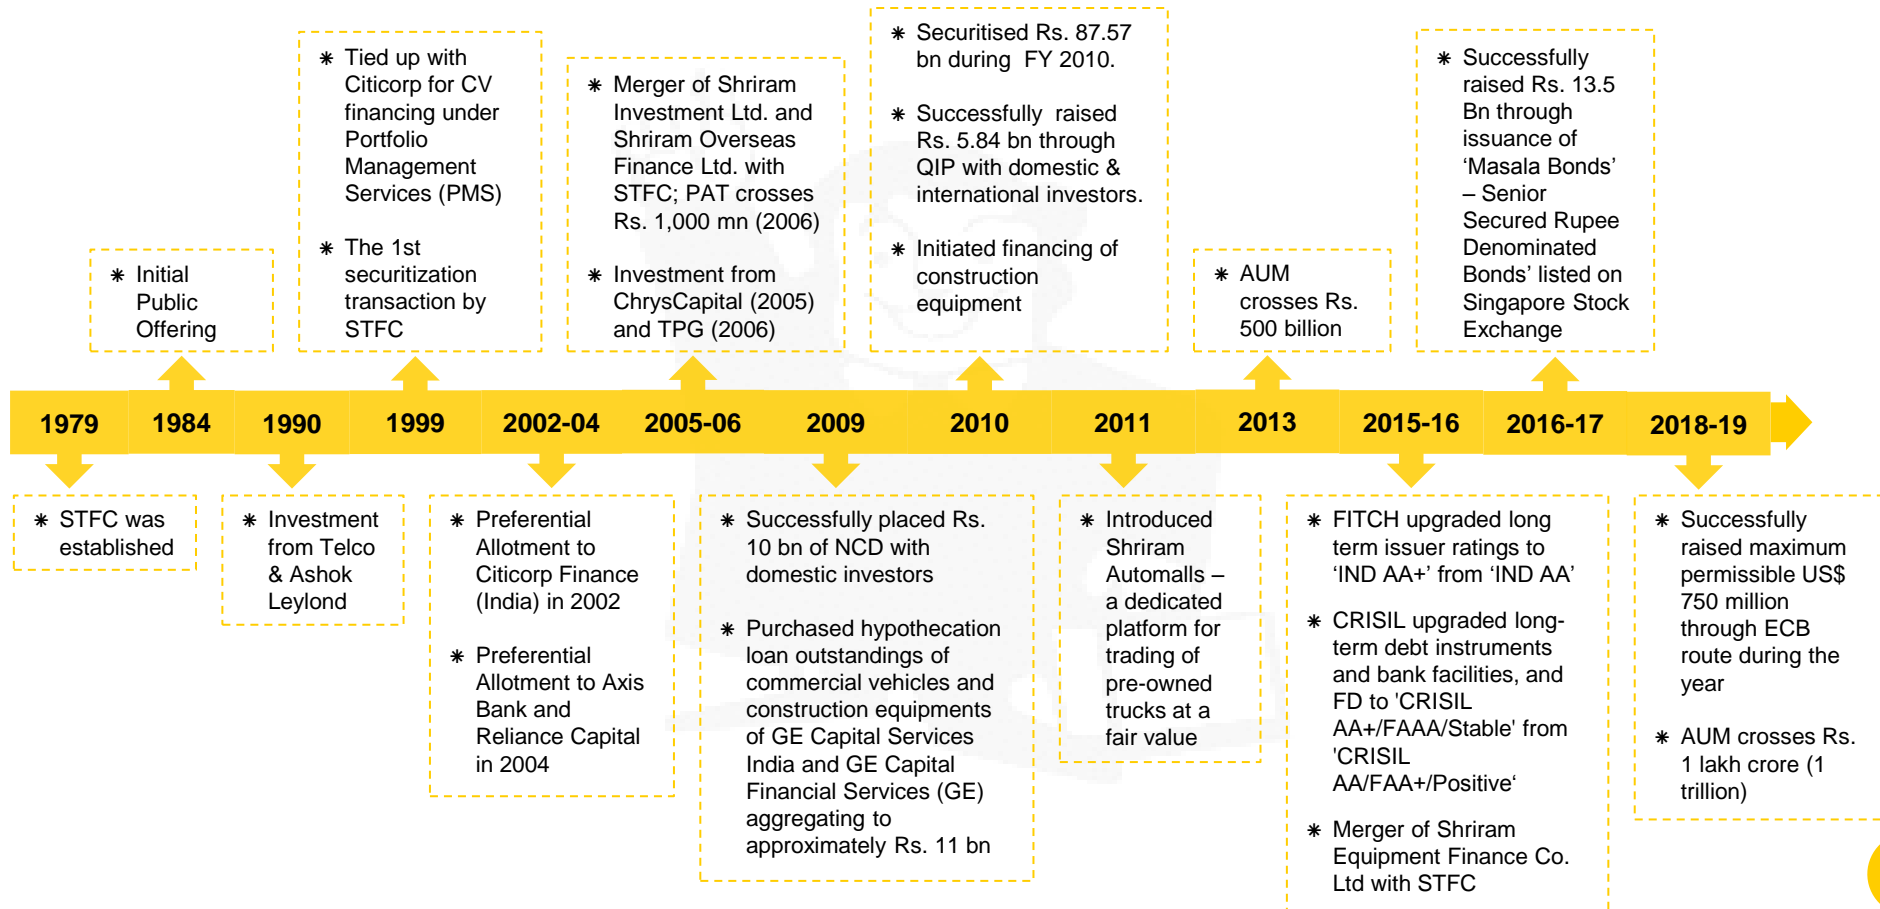 * Initial
Public
Offering
* Tied up with
Citicorp for CV
financing under
Portfolio
Management
Services (PMS)
* The 1st
securitization
transaction by
STFC
* Merger of Shriram
Investment Ltd. and
Shriram Overseas
Finance Ltd. with
STFC; PAT crosses
Rs. 1,000 mn (2006)
* Investment from
ChrysCapital (2005)
and TPG (2006)
* Securitised Rs. 87.57
bn during FY 2010.
* Successfully raised
Rs. 5.84 bn through
QIP with domestic &
international investors.
* Initiated financing of
construction
equipment
* AUM
crosses Rs.
500 billion
* Successfully
raised Rs. 13.5
Bn through
issuance of
‘Masala Bonds’
– Senior
Secured Rupee
Denominated
Bonds’ listed on
Singapore Stock
Exchange
1979 1984 1990 1999 2002-04 2005-06 2009 2010 2011 2013 2015-16 2016-17 2018-19
* STFC was
established
* Investment
from Telco
& Ashok
Leylond
* Preferential
Allotment to
Citicorp Finance
(India) in 2002
* Preferential
Allotment to Axis
Bank and
Reliance Capital
in 2004
* Successfully placed Rs.
10 bn of NCD with
domestic investors
* Purchased hypothecation
loan outstandings of
commercial vehicles and
construction equipments
of GE Capital Services
India and GE Capital
Financial Services (GE)
aggregating to
approximately Rs. 11 bn
* Introduced
Shriram
Automalls –
a dedicated
platform for
trading of
pre-owned
trucks at a
fair value
* FITCH upgraded long
term issuer ratings to
‘IND AA+’ from ‘IND AA’
* CRISIL upgraded long-
term debt instruments
and bank facilities, and
FD to 'CRISIL
AA+/FAAA/Stable' from
'CRISIL
AA/FAA+/Positive‘
* Merger of Shriram
Equipment Finance Co.
Ltd with STFC
* Successfully
raised maximum
permissible US$
750 million
through ECB
route during the
year
* AUM crosses Rs.
1 lakh crore (1
trillion)